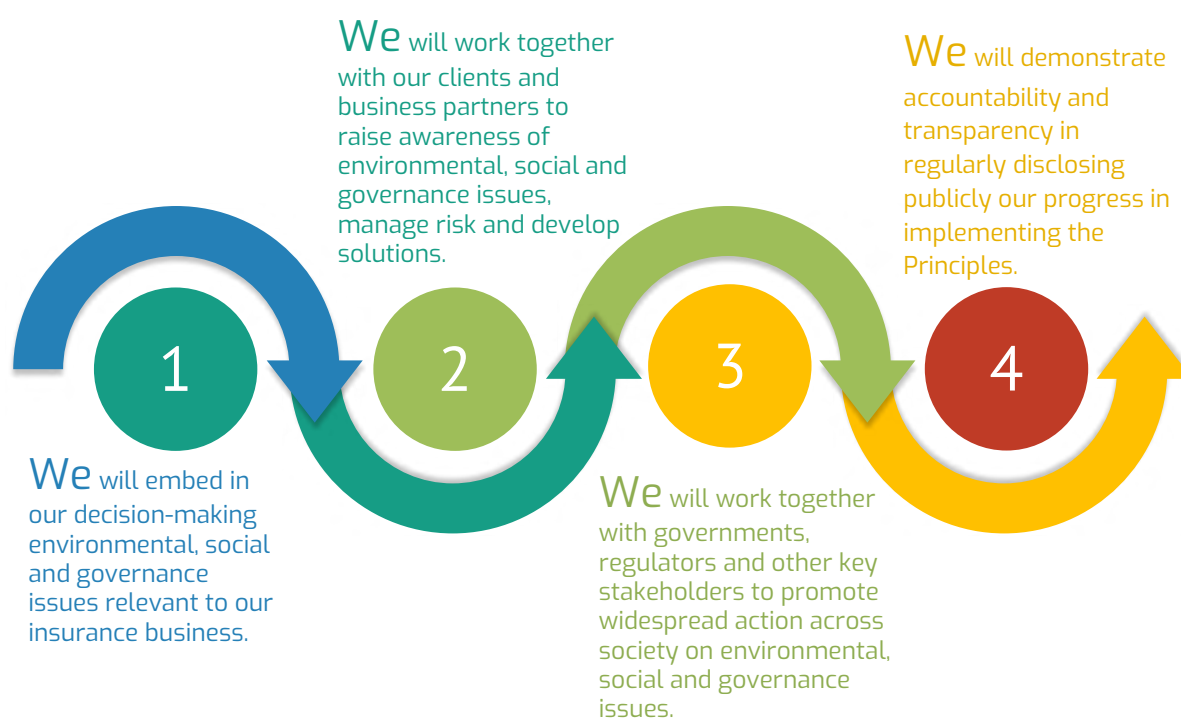 1
We will embed in
our decision-making
environmental, social
and governance
issues relevant to our
insurance business.
2
We will work together
with our clients and
business partners to
raise awareness of
environmental, social and
governance issues,
manage risk and develop
solutions.
3
We will work together
with governments,
regulators and other key
stakeholders to promote
widespread action across
society on environmental,
social and governance
issues.
4
We will demonstrate
accountability and
transparency in
regularly disclosing
publicly our progress in
implementing the
Principles.